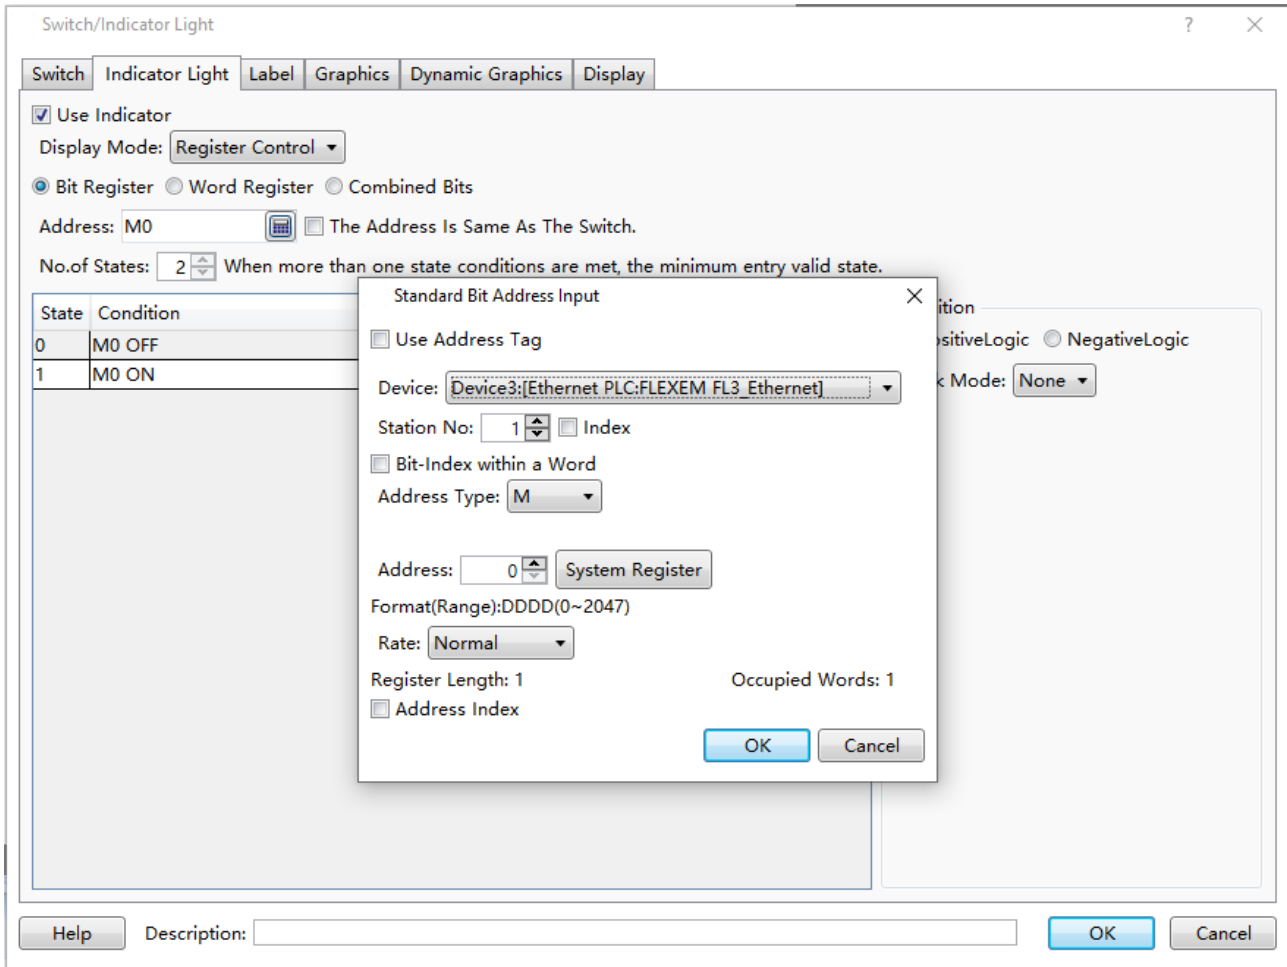 Switch/Indicator Light ?
Switch Indicator Light Label Graphics Dynamic Graphics Display
Use Indicator
Display Mode: Register Control
Bit Register Word Register Combined Bits
Address: M0 The Address Is Same As The Switch.
No.of States: 2 When more than one state conditions are met, the minimum entry valid state.
State Condition
0 M0 OFF
1 M0 ON
Standard Bit Address Input
Use Address Tag
Device: Device3:[Ethernet PLC:FLEXEM FL3_Ethernet]
Station No: 1 Index
Bit-Index within a Word
Address Type: M
Address: 0 System Register
Format(Range):DDDD(0~2047)
Rate: Normal
Register Length: 1 Occupied Words: 1
Address Index
OK Cancel
ition
ositiveLogic NegativeLogic
k Mode: None
Help Description: OK Cancel